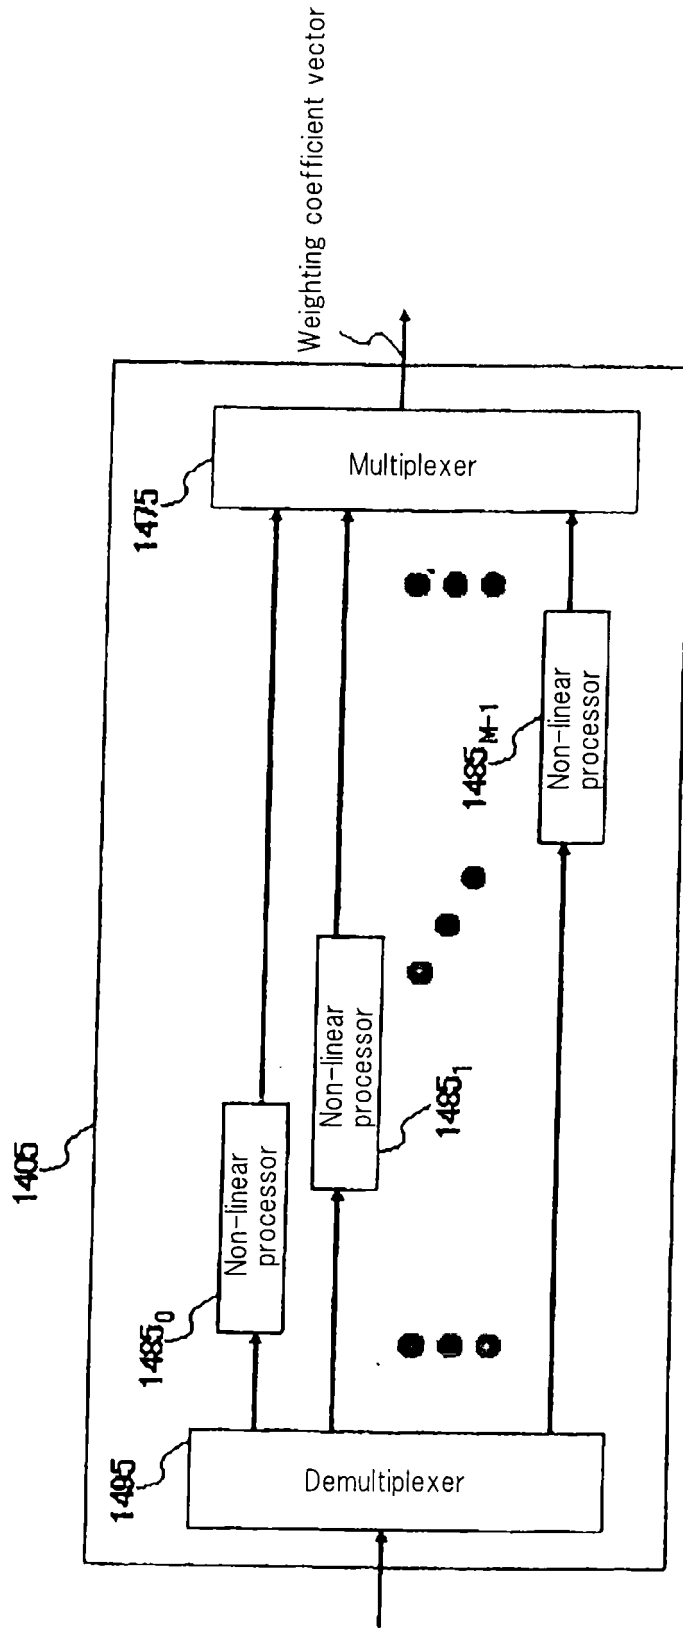 1405
1495
Demultiplexer
1485₀
Non-linear
processor
Non-linear
processor
1485₁
1485M-1
Non-linear
processor
1475
Multiplexer
Weighting coefficient vector